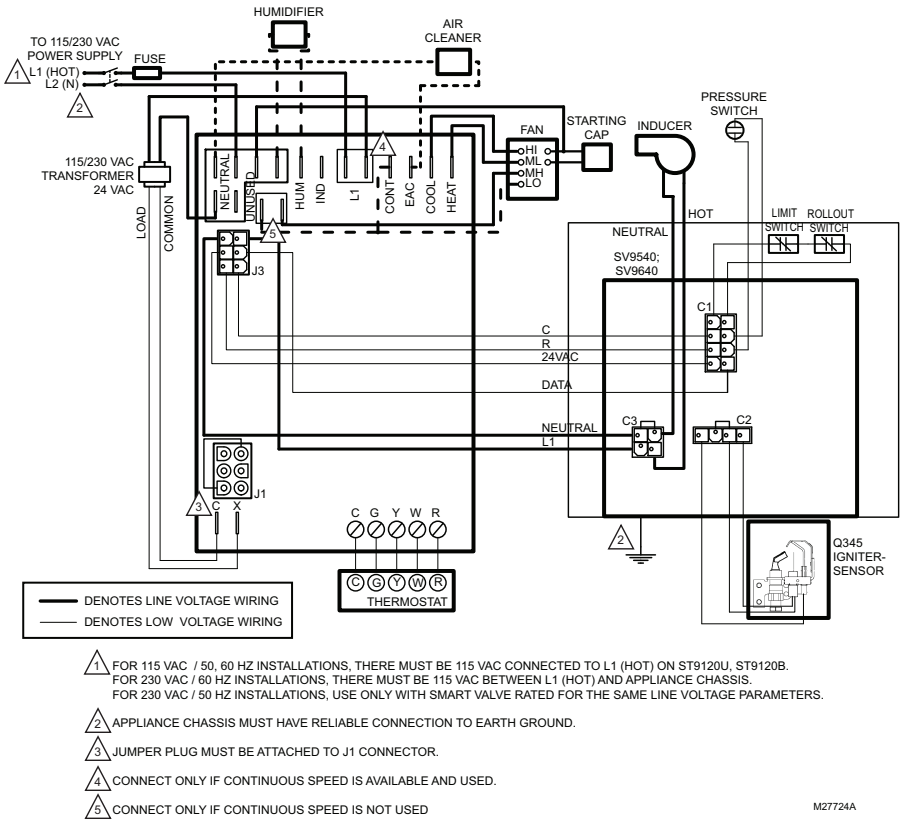 HUMIDIFIER
AIR
CLEANER
TO 115/230 VAC
POWER SUPPLY
FUSE
1
L1 (HOT)
L2 (N)
2
PRESSURE
SWITCH
FAN
STARTING
CAP
INDUCER
HI
ML
MH
LO
4
115/230 VAC
TRANSFORMER
24 VAC
NEUTRAL
UNUSED
HUM
IND
L1
CONT
EAC
COOL
HEAT
LOAD
COMMON
5
J3
HOT
NEUTRAL
LIMIT
SWITCH
ROLLOUT
SWITCH
SV9540;
SV9640
C1
C
R
24VAC
DATA
NEUTRAL
L1
C3
C2
J1
3
C
X
C G Y W R
C G Y W R
THERMOSTAT
2
Q345
IGNITER-
SENSOR
DENOTES LINE VOLTAGE WIRING
DENOTES LOW VOLTAGE WIRING
1 FOR 115 VAC / 50, 60 HZ INSTALLATIONS, THERE MUST BE 115 VAC CONNECTED TO L1 (HOT) ON ST9120U, ST9120B.
FOR 230 VAC / 60 HZ INSTALLATIONS, THERE MUST BE 115 VAC BETWEEN L1 (HOT) AND APPLIANCE CHASSIS.
FOR 230 VAC / 50 HZ INSTALLATIONS, USE ONLY WITH SMART VALVE RATED FOR THE SAME LINE VOLTAGE PARAMETERS.
2 APPLIANCE CHASSIS MUST HAVE RELIABLE CONNECTION TO EARTH GROUND.
3 JUMPER PLUG MUST BE ATTACHED TO J1 CONNECTOR.
4 CONNECT ONLY IF CONTINUOUS SPEED IS AVAILABLE AND USED.
5 CONNECT ONLY IF CONTINUOUS SPEED IS NOT USED
M27724A